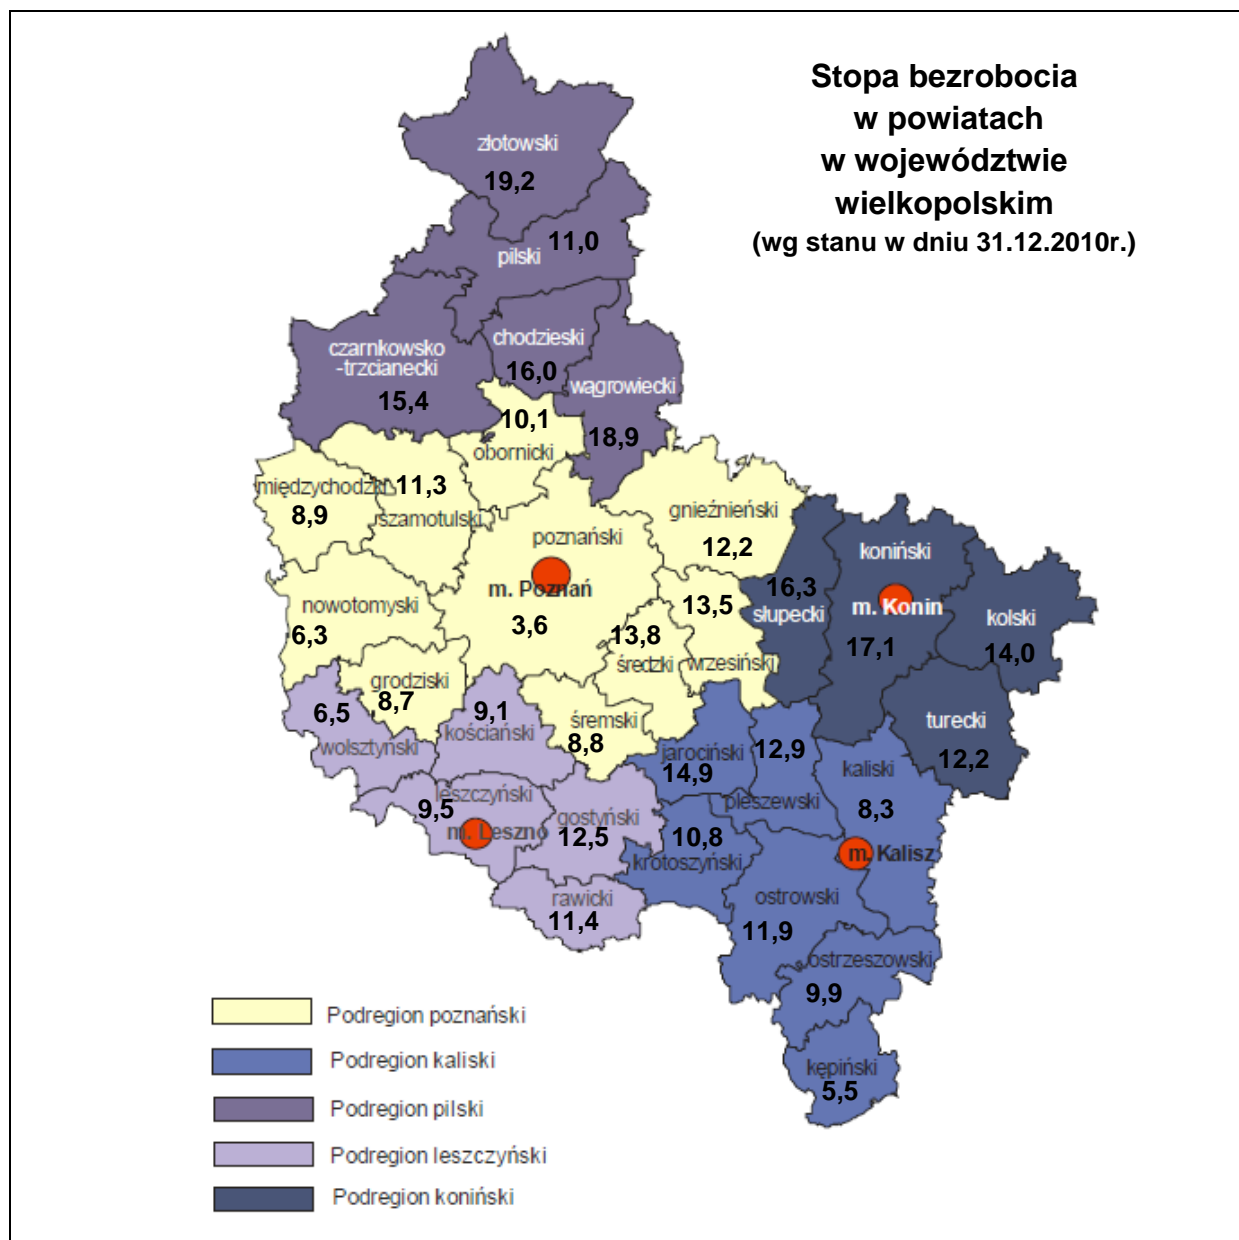 Stopa bezrobocia
w powiatach
w województwie
wielkopolskim
(wg stanu w dniu 31.12.2010r.)
złotowski
19,2
11,0
pilski
chodzieski
16,0
czarnkowsko
-trzcianecki
15,4
wągrowiecki
18,9
10,1
obornicki
międzychodzki
8,9
11,3
szamotulski
gnieźnieński
12,2
poznański
m. Poznań
3,6
koniński
m. Konin
17,1
16,3
słupecki
kolski
14,0
nowotomyski
6,3
13,5
wrzesiński
13,8
średzki
grodziski
8,7
6,5
wolsztyński
9,1
kościański
śremski
8,8
turecki
12,2
jarociński
14,9
12,9
pleszewski
kaliski
8,3
leszczyński
9,5
m. Leszno
gostyński
12,5
10,8
krotoszyński
m. Kalisz
rawicki
11,4
ostrowski
11,9
ostrzeszowski
9,9
kępiński
5,5
Podregion poznański
Podregion kaliski
Podregion pilski
Podregion leszczyński
Podregion koniński